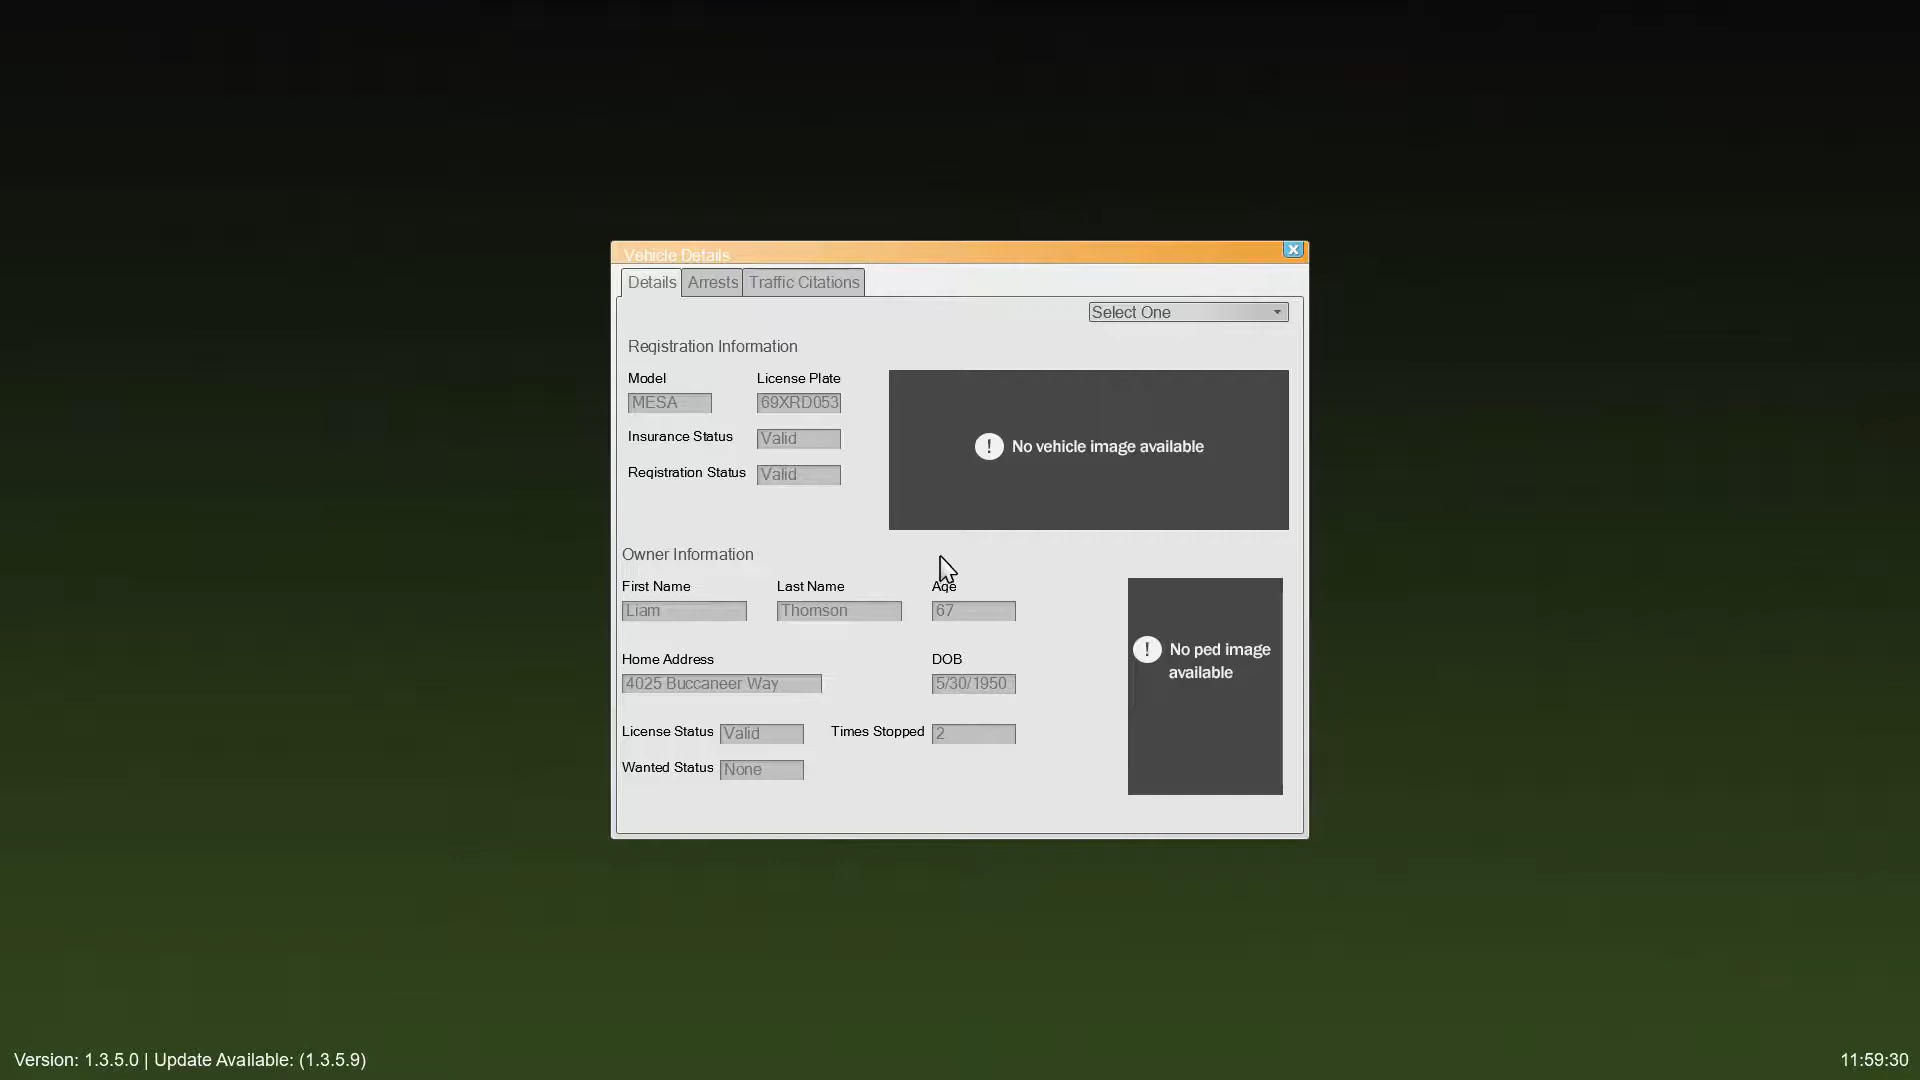 Vehicle Details
Details Arrests Traffic Citations
Select One
Registration Information
Model License Plate
MESA 69XRD053
Insurance Status Valid
Registration Status Valid
! No vehicle image available
Owner Information
First Name Last Name Age
Liam Thomson 67
Home Address DOB
4025 Buccaneer Way 5/30/1950
License Status Valid Times Stopped 2
Wanted Status None
! No ped image
available
Version: 1.3.5.0 | Update Available: (1.3.5.9)
11:59:30